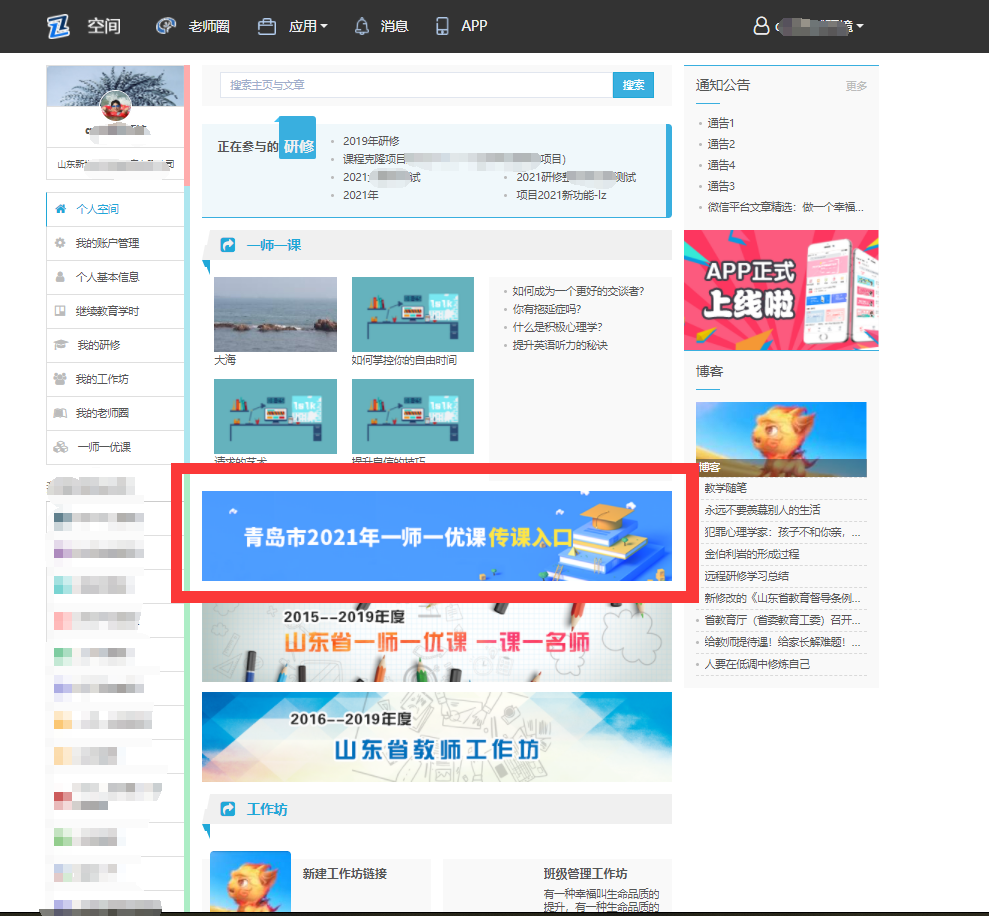 空间
老师圈
应用
消息
APP
搜索主页与文章
搜索
山东新
个人空间
我的账户管理
个人基本信息
继续教育学时
我的研修
我的工作坊
我的老师圈
一师一优课
正在参与的 研修
2019年研修
课程克隆项目 项目)
2021 试
2021研修整 测试
2021年
项目2021新功能-lz
一师一课
大海
如何掌控你的自由时间
请求的艺术
提升自信的技巧
如何成为一个更好的交谈者?
你有拖延症吗?
什么是积极心理学?
提升英语听力的秘诀
青岛市2021年一师一优课传课入口
2015--2019年度
山东省一师一优课 一课一名师
2016--2019年度
山东省教师工作坊
工作坊
新建工作坊链接
班级管理工作坊
有一种幸福叫生命品质的
提升，有一种生命品质的
通知公告
更多
通告1
通告2
通告4
通告3
微信平台文章精选：做一个幸福...
APP正式
上线啦
博客
博客
教学随笔
永远不要羡慕别人的生活
犯罪心理学家：孩子不和你亲，...
金伯利岩的形成过程
远程研修学习总结
新修改的《山东省教育督导条例...
省教育厅（省委教育工委）召开...
给教师提待遇！给家长解难题！...
人要在低调中修炼自己